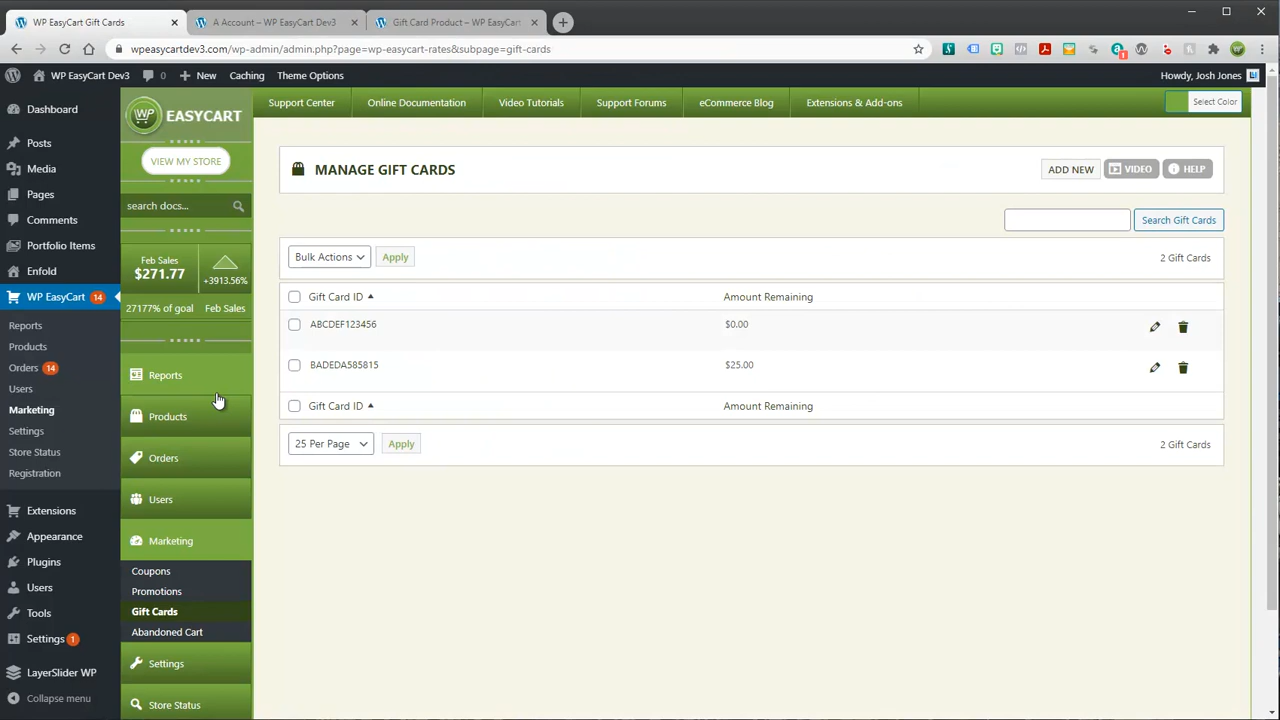 WP EasyCart Gift Cards
A Account – WP EasyCart Dev3
Gift Card Product – WP EasyCart
wpeasycartdev3.com/wp-admin/admin.php?page=wp-easycart-rates&subpage=gift-cards
WP EasyCart Dev3 0 New Caching Theme Options Howdy, Josh Jones
Dashboard
Posts
Media
Pages
Comments
Portfolio Items
Enfold
WP EasyCart 14
Reports
Products
Orders 14
Users
Marketing
Settings
Store Status
Registration
Extensions
Appearance
Plugins
Users
Tools
Settings 1
LayerSlider WP
Collapse menu
WP EASYCART
VIEW MY STORE
search docs...
Feb Sales
$271.77
+3913.56%
27177% of goal Feb Sales
Reports
Products
Orders
Users
Marketing
Coupons
Promotions
Gift Cards
Abandoned Cart
Settings
Store Status
Support Center Online Documentation Video Tutorials Support Forums eCommerce Blog Extensions & Add-ons Select Color
MANAGE GIFT CARDS ADD NEW VIDEO HELP
Search Gift Cards
Bulk Actions Apply 2 Gift Cards
Gift Card ID Amount Remaining
ABCDEF123456 $0.00
BADEDA585815 $25.00
Gift Card ID Amount Remaining
25 Per Page Apply 2 Gift Cards